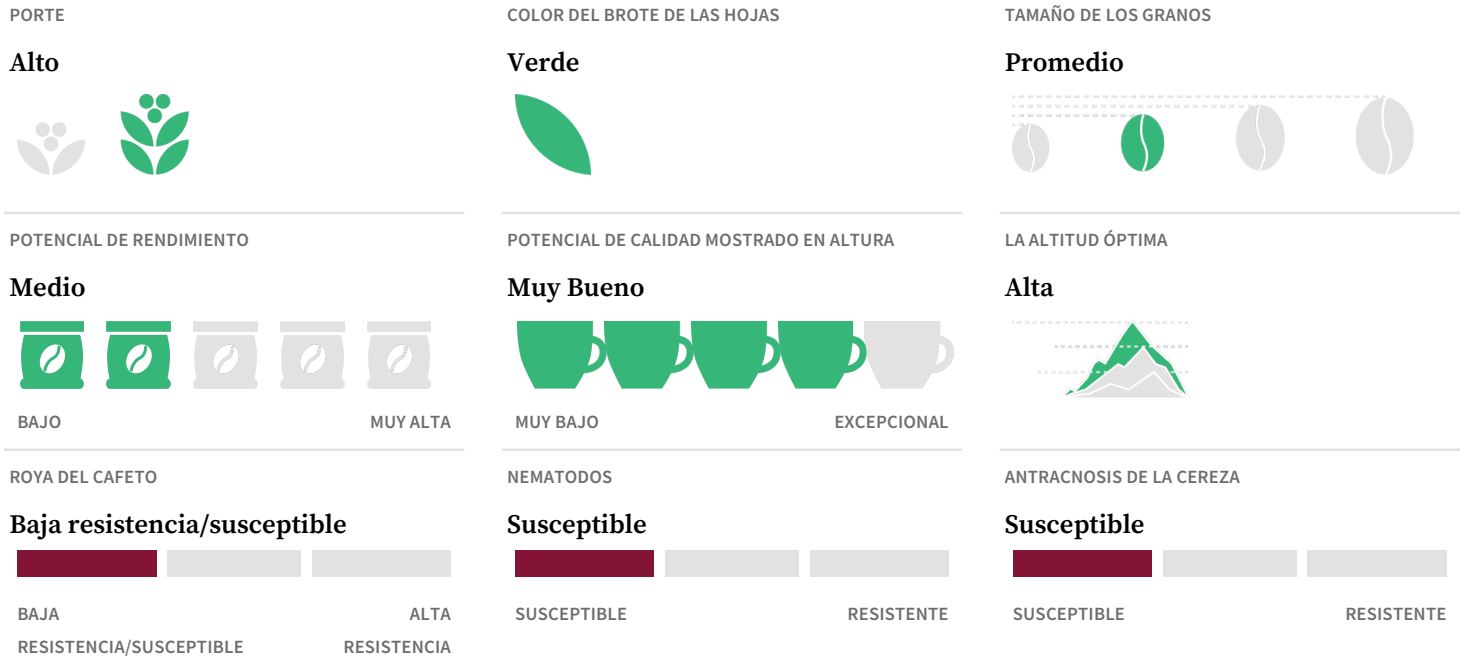 PORTE
Alto
COLOR DEL BROTE DE LAS HOJAS
Verde
TAMAÑO DE LOS GRANOS
Promedio
POTENCIAL DE RENDIMIENTO
Medio
BAJO
MUY ALTA
POTENCIAL DE CALIDAD MOSTRADO EN ALTURA
Muy Bueno
MUY BAJO
EXCEPCIONAL
LA ALTITUD ÓPTIMA
Alta
ROYA DEL CAFETO
Baja resistencia/susceptible
BAJA
RESISTENCIA/SUSCEPTIBLE
ALTA
RESISTENCIA
NEMATODOS
Susceptible
SUSCEPTIBLE
RESISTENTE
ANTRACNOSIS DE LA CEREZA
Susceptible
SUSCEPTIBLE
RESISTENTE